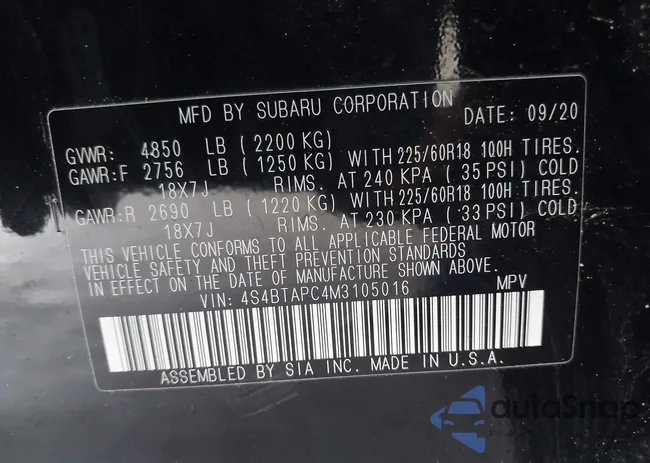 MFD BY SUBARU CORPORATION DATE: 09/20
GVWR: 4850 LB (2200 KG)
GAWR:F 2756 LB (1250 KG) WITH 225/60R18 100H TIRES.
18X7J RIMS. AT 240 KPA (35 PSI) COLD
GAWR:R 2690 LB (1220 KG) WITH 225/60R18 100H TIRES.
18X7J RIMS. AT 230 KPA (33 PSI) COLD
THIS VEHICLE CONFORMS TO ALL APPLICABLE FEDERAL MOTOR
VEHICLE SAFETY AND THEFT PREVENTION STANDARDS
IN EFFECT ON THE DATE OF MANUFACTURE SHOWN ABOVE.
VIN: 4S4BTAPC4M3105016 MPV
ASSEMBLED BY SIA INC. MADE IN U.S.A.
autoSnap